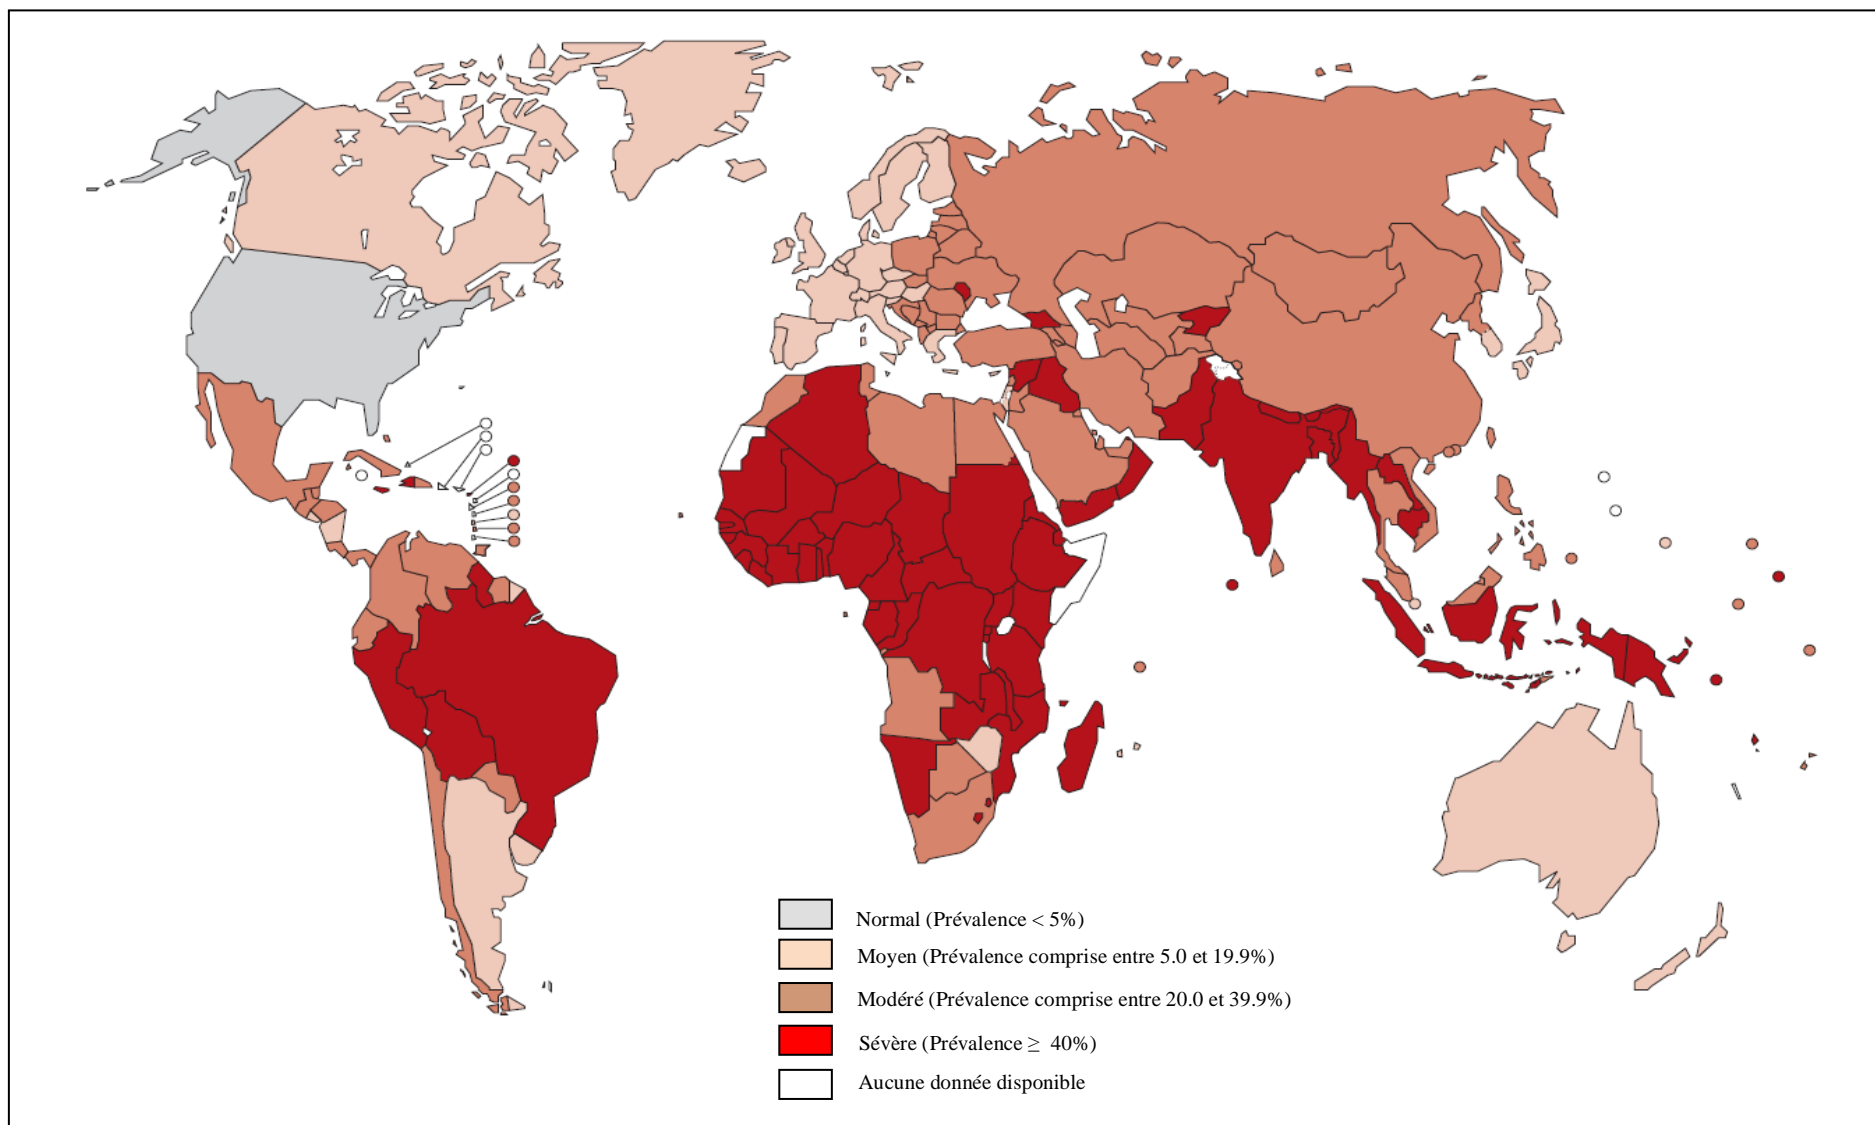 Normal (Prévalence < 5%)
Moyen (Prévalence comprise entre 5.0 et 19.9%)
Modéré (Prévalence comprise entre 20.0 et 39.9%)
Sévère (Prévalence ≥ 40%)
Aucune donnée disponible